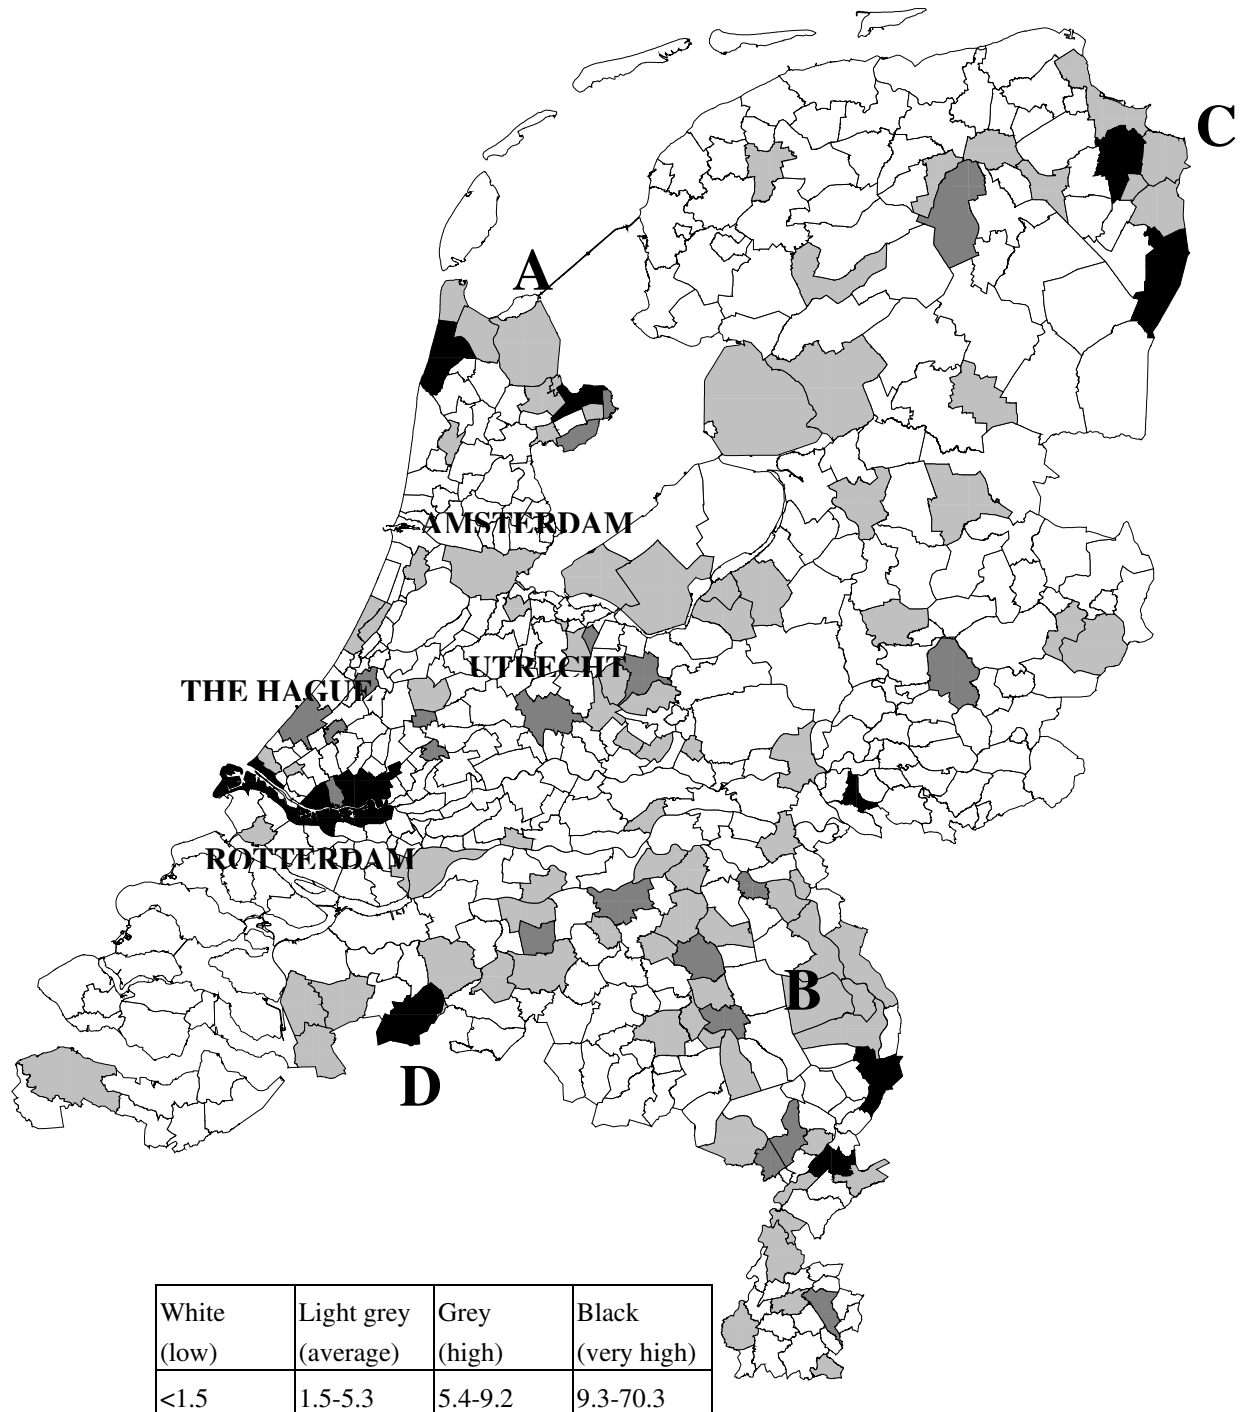 C
A
AMSTERDAM
UTRECHT
THE HAGUE
ROTTERDAM
B
D
White Light grey Grey Black
(low) (average) (high) (very high)
<1.5 1.5-5.3 5.4-9.2 9.3-70.3